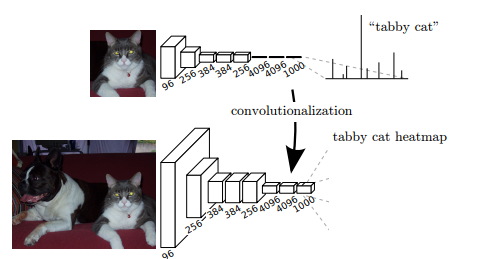 “tabby cat”
96 256 384 384 256 4096 4096 1000
convolutionalization
tabby cat heatmap
96 256 384 384 256 4096 4096 1000